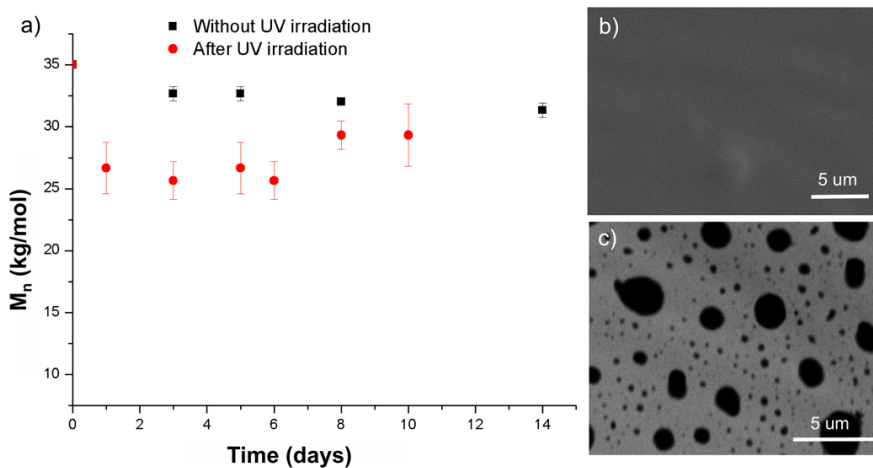 a)
Without UV irradiation
After UV irradiation
35
30
25
20
15
10
Mn (kg/mol)
0 2 4 6 8 10 12 14
Time (days)
b)
5 um
c)
5 um